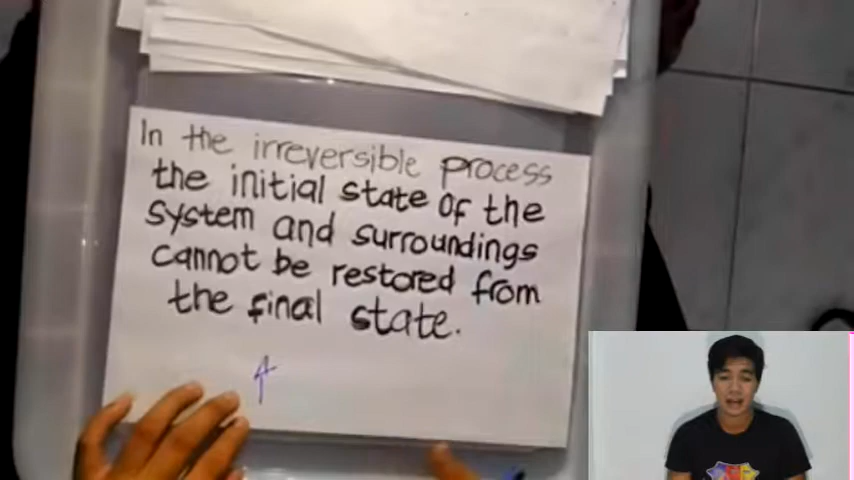 In the irreversible process
the initial state of the
system and surroundings
cannot be restored from
the final state.